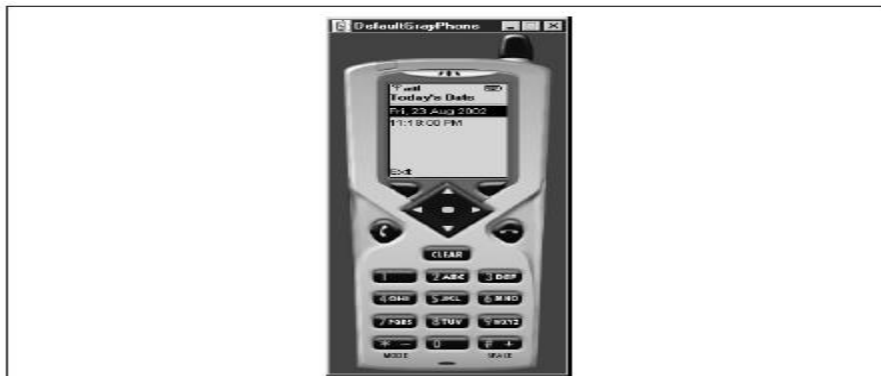 DefaultGrayPhone
Today's Date
Fri, 23 Aug 2002
11:18:00 PM
Exit
CLEAR
1 2 ABC 3 DEF
4 GHI 5 JKL 6 MNO
7 PQRS 8 TUV 9 WXYZ
* - 0 # +
MODE SPACE